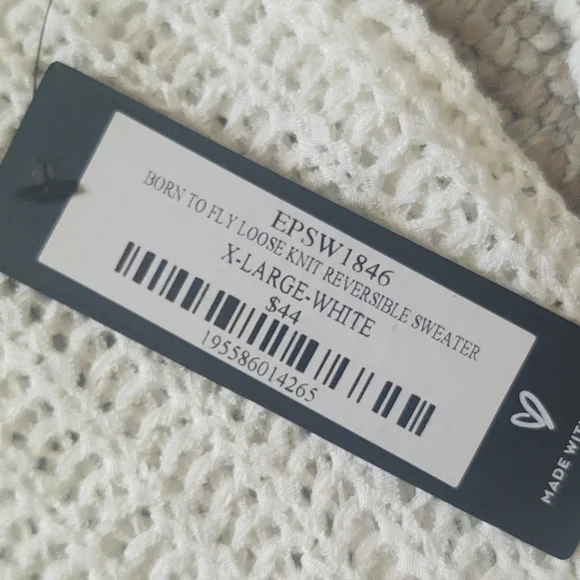 EPSW1846
BORN TO FLY LOOSE KNIT REVERSIBLE SWEATER
X-LARGE-WHITE
$44
195586014265
MADE WITH